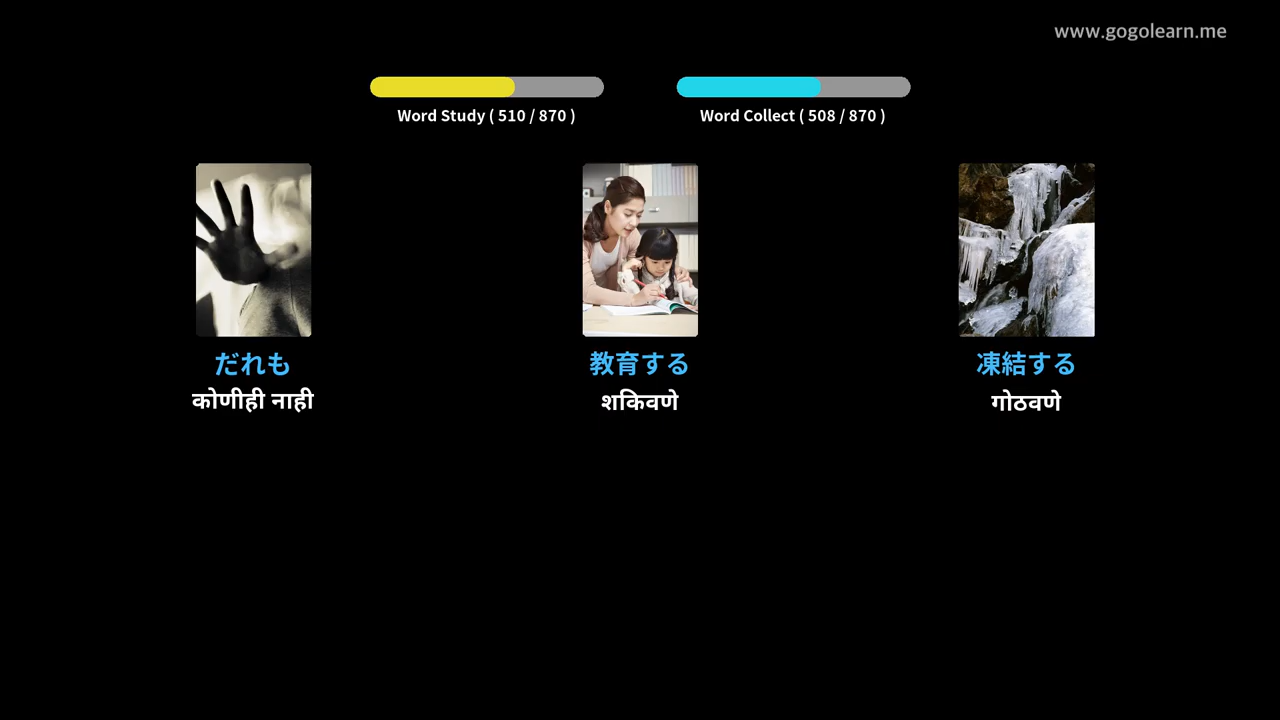 www.gogolearn.me
Word Study ( 510 / 870 )
Word Collect ( 508 / 870 )
だれも
教育する
凍結する
कोणीही नाही
शकिवणे
गोठवणे